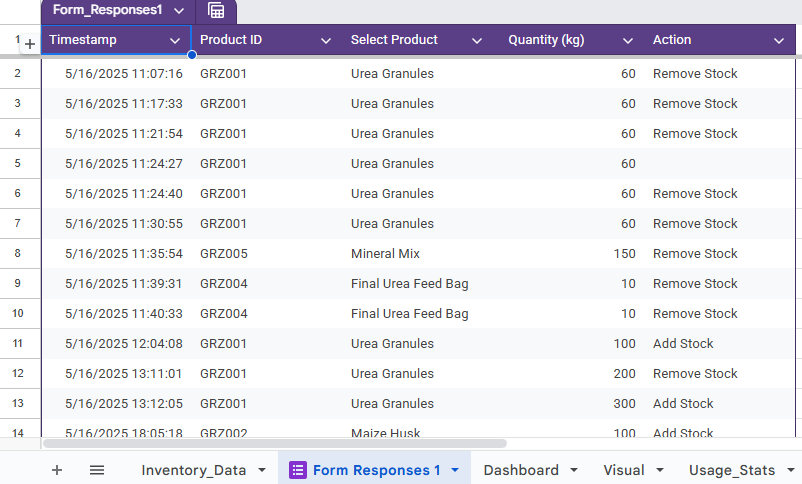 Form_Responses1
1 Timestamp Product ID Select Product Quantity (kg) Action
2 5/16/2025 11:07:16 GRZ001 Urea Granules 60 Remove Stock
3 5/16/2025 11:17:33 GRZ001 Urea Granules 60 Remove Stock
4 5/16/2025 11:21:54 GRZ001 Urea Granules 60 Remove Stock
5 5/16/2025 11:24:27 GRZ001 Urea Granules 60
6 5/16/2025 11:24:40 GRZ001 Urea Granules 60 Remove Stock
7 5/16/2025 11:30:55 GRZ001 Urea Granules 60 Remove Stock
8 5/16/2025 11:35:54 GRZ005 Mineral Mix 150 Remove Stock
9 5/16/2025 11:39:31 GRZ004 Final Urea Feed Bag 10 Remove Stock
10 5/16/2025 11:40:33 GRZ004 Final Urea Feed Bag 10 Remove Stock
11 5/16/2025 12:04:08 GRZ001 Urea Granules 100 Add Stock
12 5/16/2025 13:11:01 GRZ001 Urea Granules 200 Remove Stock
13 5/16/2025 13:12:05 GRZ001 Urea Granules 300 Add Stock
14 5/16/2025 18:05:18 GRZ002 Maize Husk 100 Add Stock
Inventory_Data Form Responses 1 Dashboard Visual Usage_Stats